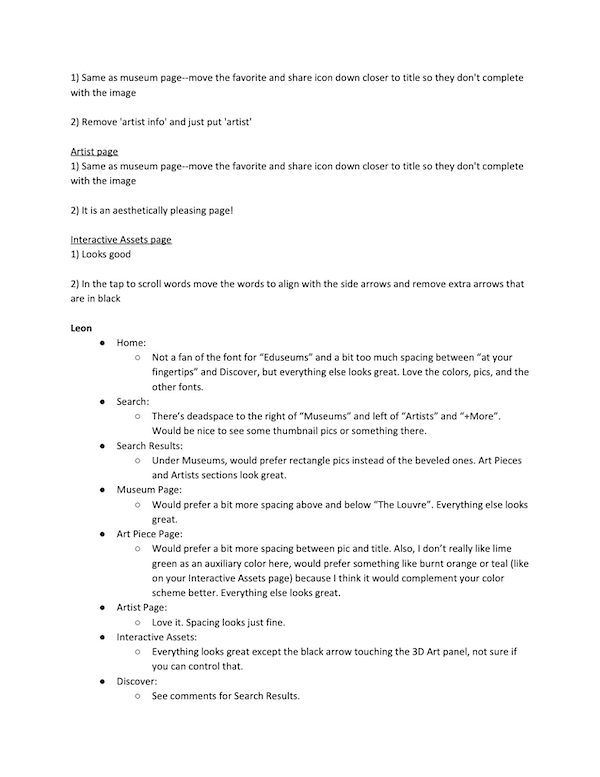 1) Same as museum page--move the favorite and share icon down closer to title so they don't complete
with the image
2) Remove 'artist info' and just put 'artist'
Artist page
1) Same as museum page--move the favorite and share icon down closer to title so they don't complete
with the image
2) It is an aesthetically pleasing page!
Interactive Assets page
1) Looks good
2) In the tap to scroll words move the words to align with the side arrows and remove extra arrows that
are in black
Leon
● Home:
○ Not a fan of the font for “Eduseums” and a bit too much spacing between “at your
fingertips” and Discover, but everything else looks great. Love the colors, pics, and the
other fonts.
● Search:
○ There’s deadspace to the right of “Museums” and left of “Artists” and “+More”.
Would be nice to see some thumbnail pics or something there.
● Search Results:
○ Under Museums, would prefer rectangle pics instead of the beveled ones. Art Pieces
and Artists sections look great.
● Museum Page:
○ Would prefer a bit more spacing above and below “The Louvre”. Everything else looks
great.
● Art Piece Page:
○ Would prefer a bit more spacing between pic and title. Also, I don’t really like lime
green as an auxiliary color here, would prefer something like burnt orange or teal (like
on your Interactive Assets page) because I think it would complement your color
scheme better. Everything else looks great.
● Artist Page:
○ Love it. Spacing looks just fine.
● Interactive Assets:
○ Everything looks great except the black arrow touching the 3D Art panel, not sure if
you can control that.
● Discover:
○ See comments for Search Results.